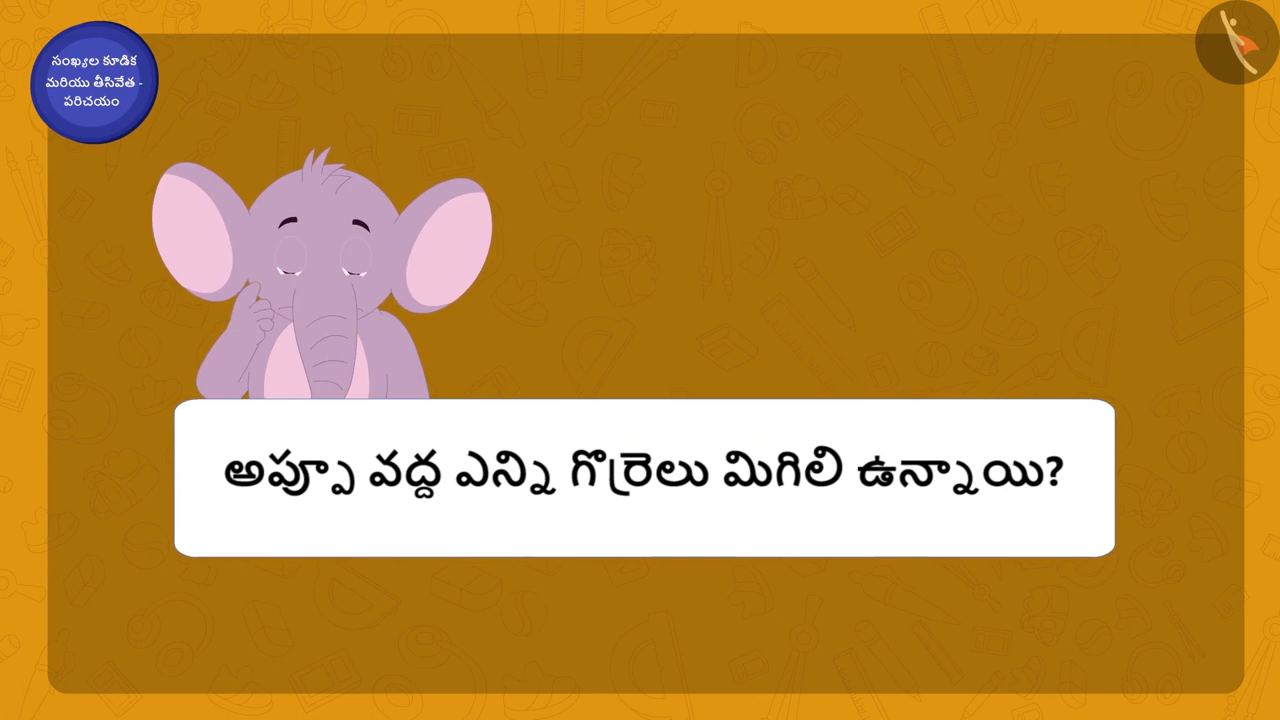 సంఖ్యల కూడిక
మరియు తీసివేత -
పరిచయం
అప్పూ వద్ద ఎన్ని గొర్రెలు మిగిలి ఉన్నాయి?